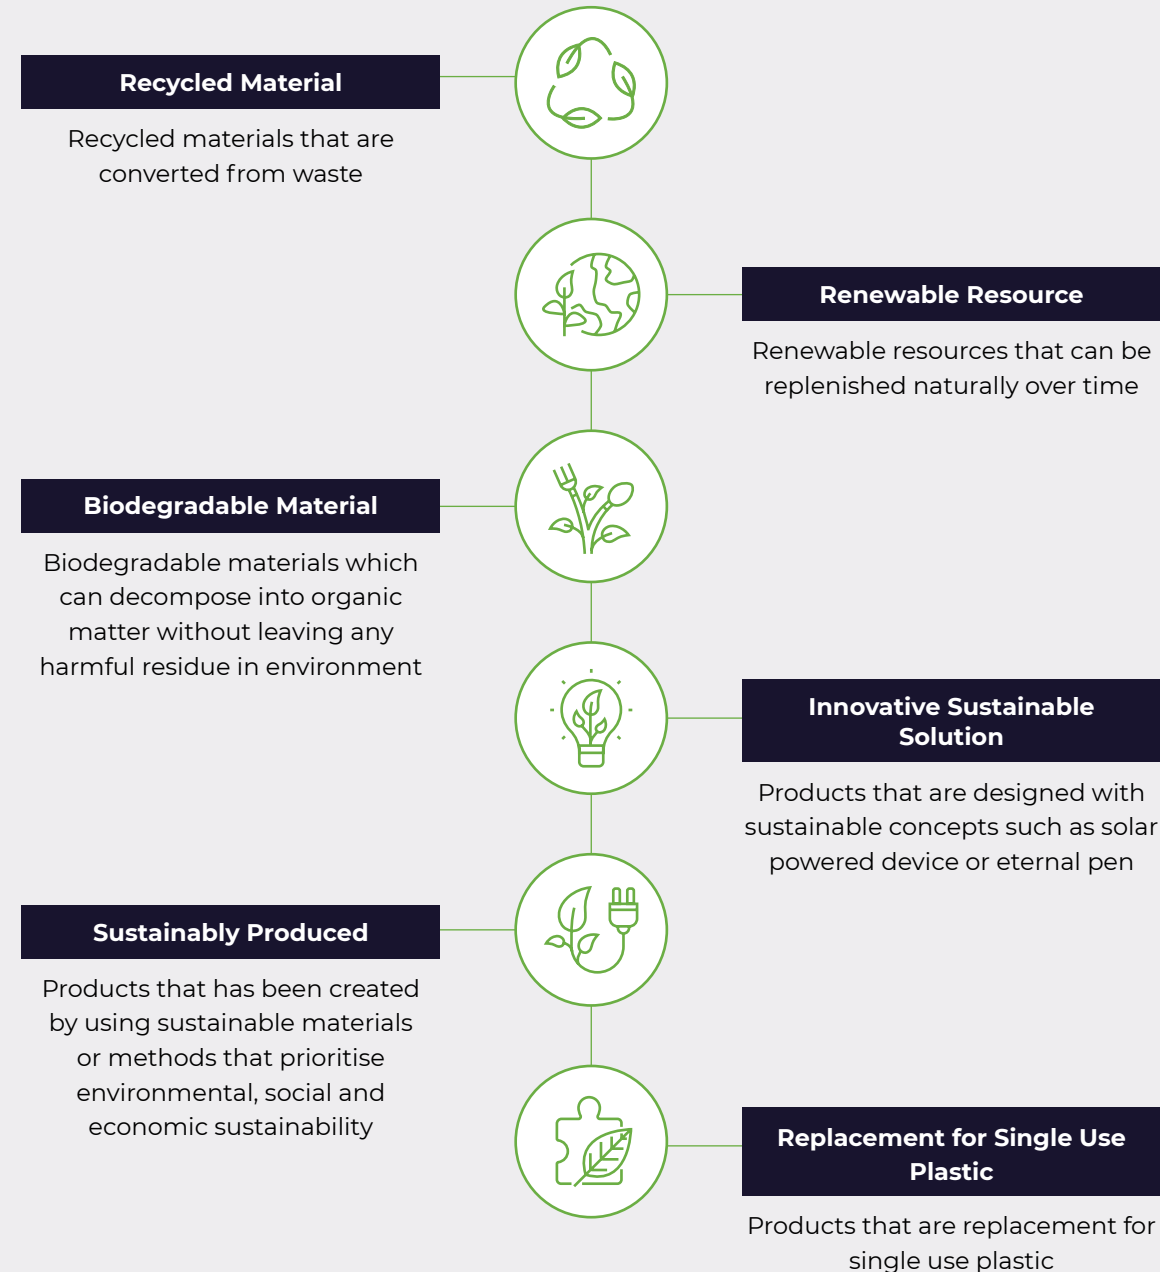 Recycled Material
Recycled materials that are
converted from waste
Renewable Resource
Renewable resources that can be
replenished naturally over time
Biodegradable Material
Biodegradable materials which
can decompose into organic
matter without leaving any
harmful residue in environment
Innovative Sustainable
Solution
Products that are designed with
sustainable concepts such as solar
powered device or eternal pen
Sustainably Produced
Products that has been created
by using sustainable materials
or methods that prioritise
environmental, social and
economic sustainability
Replacement for Single Use
Plastic
Products that are replacement for
single use plastic